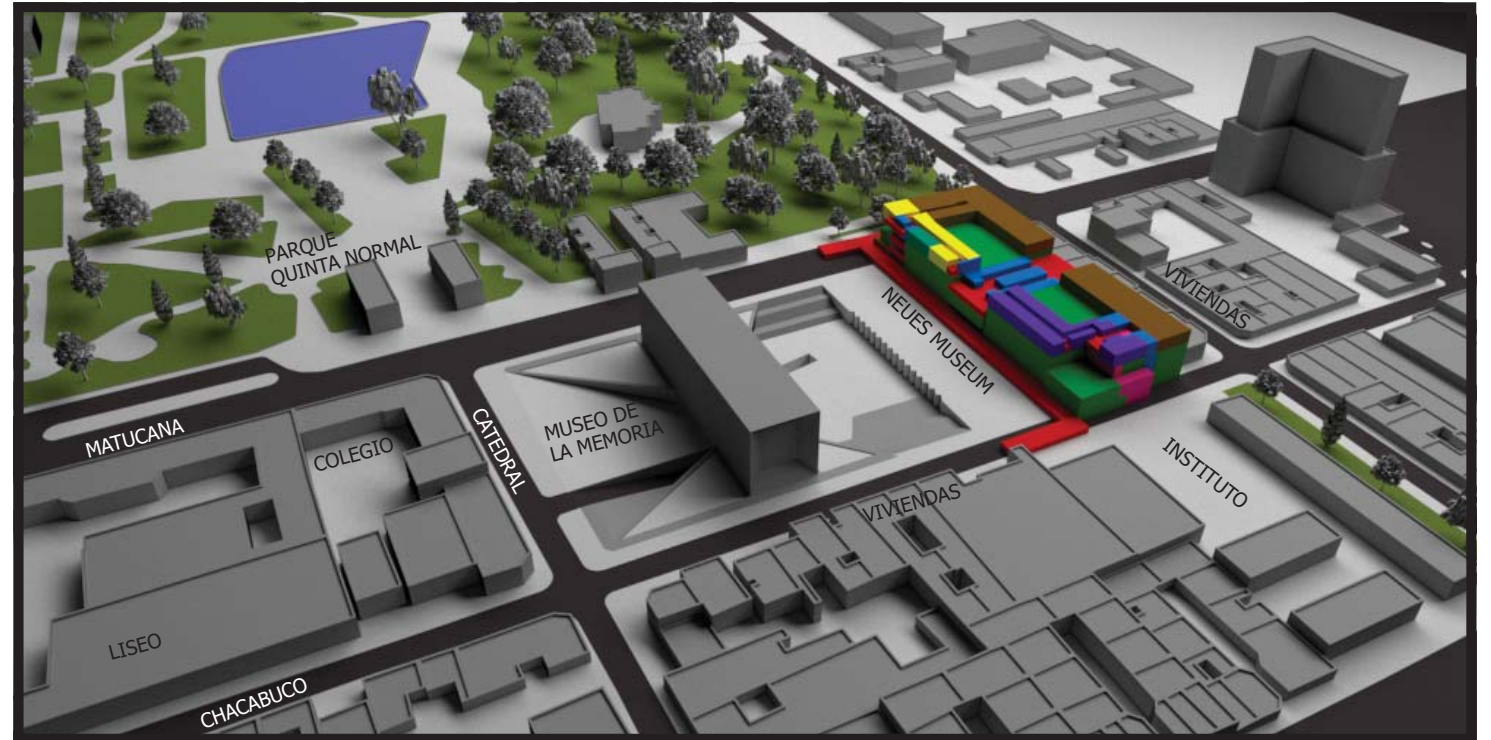 PARQUE
QUINTA NORMAL
VIVIENDAS
NEUES MUSEUM
MATUCANA
COLEGIO
CATEDRAL
MUSEO DE
LA MEMORIA
INSTITUTO
VIVIENDAS
LISEO
CHACABUCO